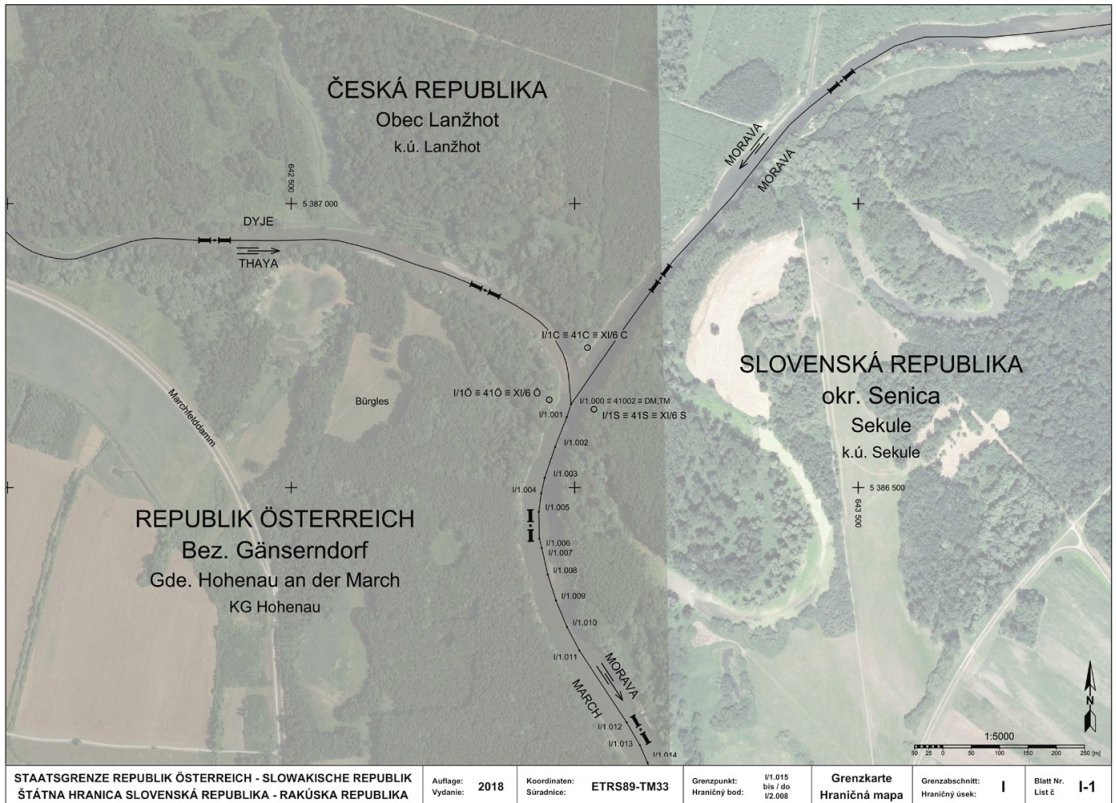 ČESKÁ REPUBLIKA
Obec Lanžhot
k.ú. Lanžhot
MORAVA
MORAVA
642 500
5 387 000
DYJE
THAYA
I/1C ≡ 41C ≡ XI/6 C
I/1Ö ≡ 41Ö ≡ XI/6 Ö
I/1.000 ≡ 41002 ≡ DM,TM
I/1S ≡ 41S ≡ XI/6 S
SLOVENSKÁ REPUBLIKA
okr. Senica
Sekule
k.ú. Sekule
Marchfelddamm
Bürgles
I/1.001
I/1.002
I/1.003
I/1.004
I/1.005
I/1.006
I/1.007
I/1.008
I/1.009
I/1.010
I/1.011
5 386 500
643 500
REPUBLIK ÖSTERREICH
Bez. Gänserndorf
Gde. Hohenau an der March
KG Hohenau
MORAVA
MARCH
I/1.012
I/1.013
I/1.014
N
1:5000
50 25 0 50 100 150 200 250 [m]
STAATSGRENZE REPUBLIK ÖSTERREICH - SLOWAKISCHE REPUBLIK
ŠTÁTNA HRANICA SLOVENSKÁ REPUBLIKA - RAKÚSKA REPUBLIKA
Auflage:
Vydanie:
2018
Koordinaten:
Súradnice:
ETRS89-TM33
Grenzpunkt:
Hraničný bod:
I/1.015
bis / do
I/2.008
Grenzkarte
Hraničná mapa
Grenzabschnitt:
Hraničný úsek:
I
Blatt Nr.
List č
I-1